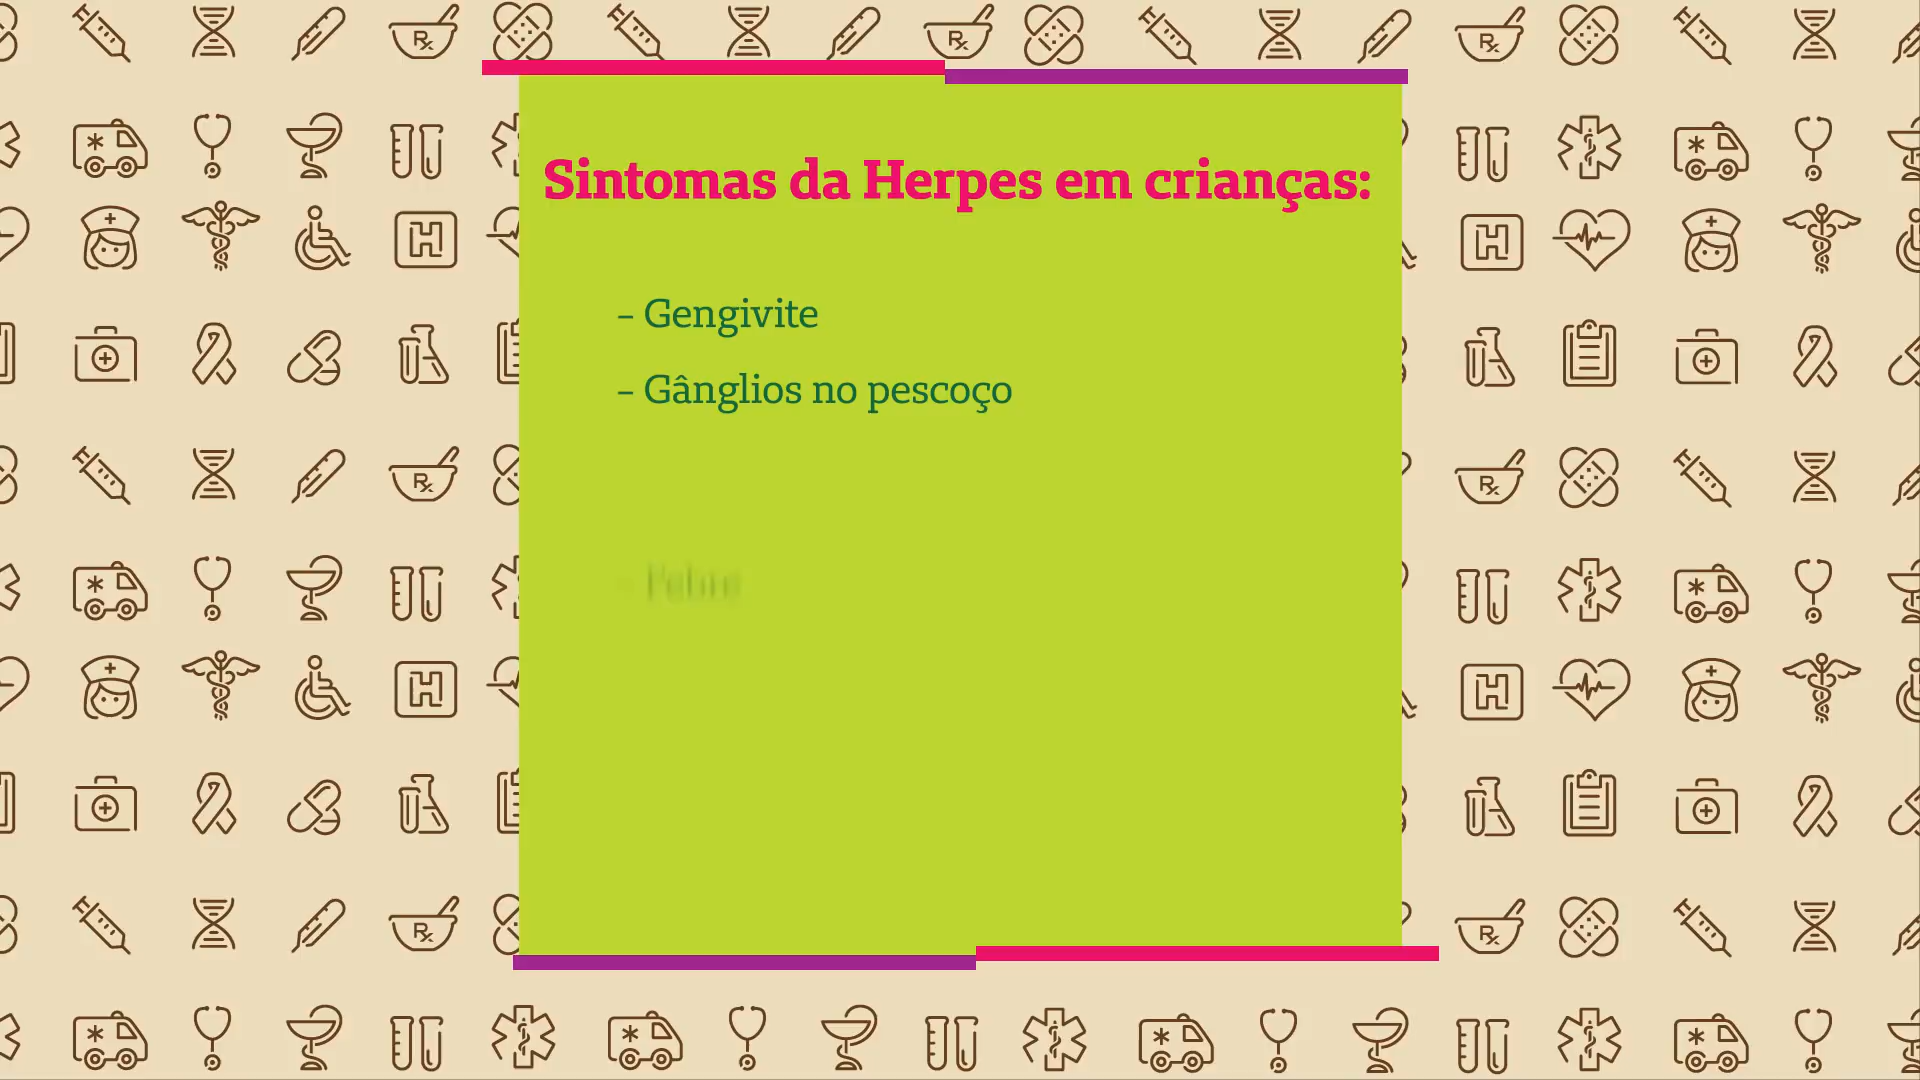 Sintomas da Herpes em crianças:
– Gengivite
– Gânglios no pescoço